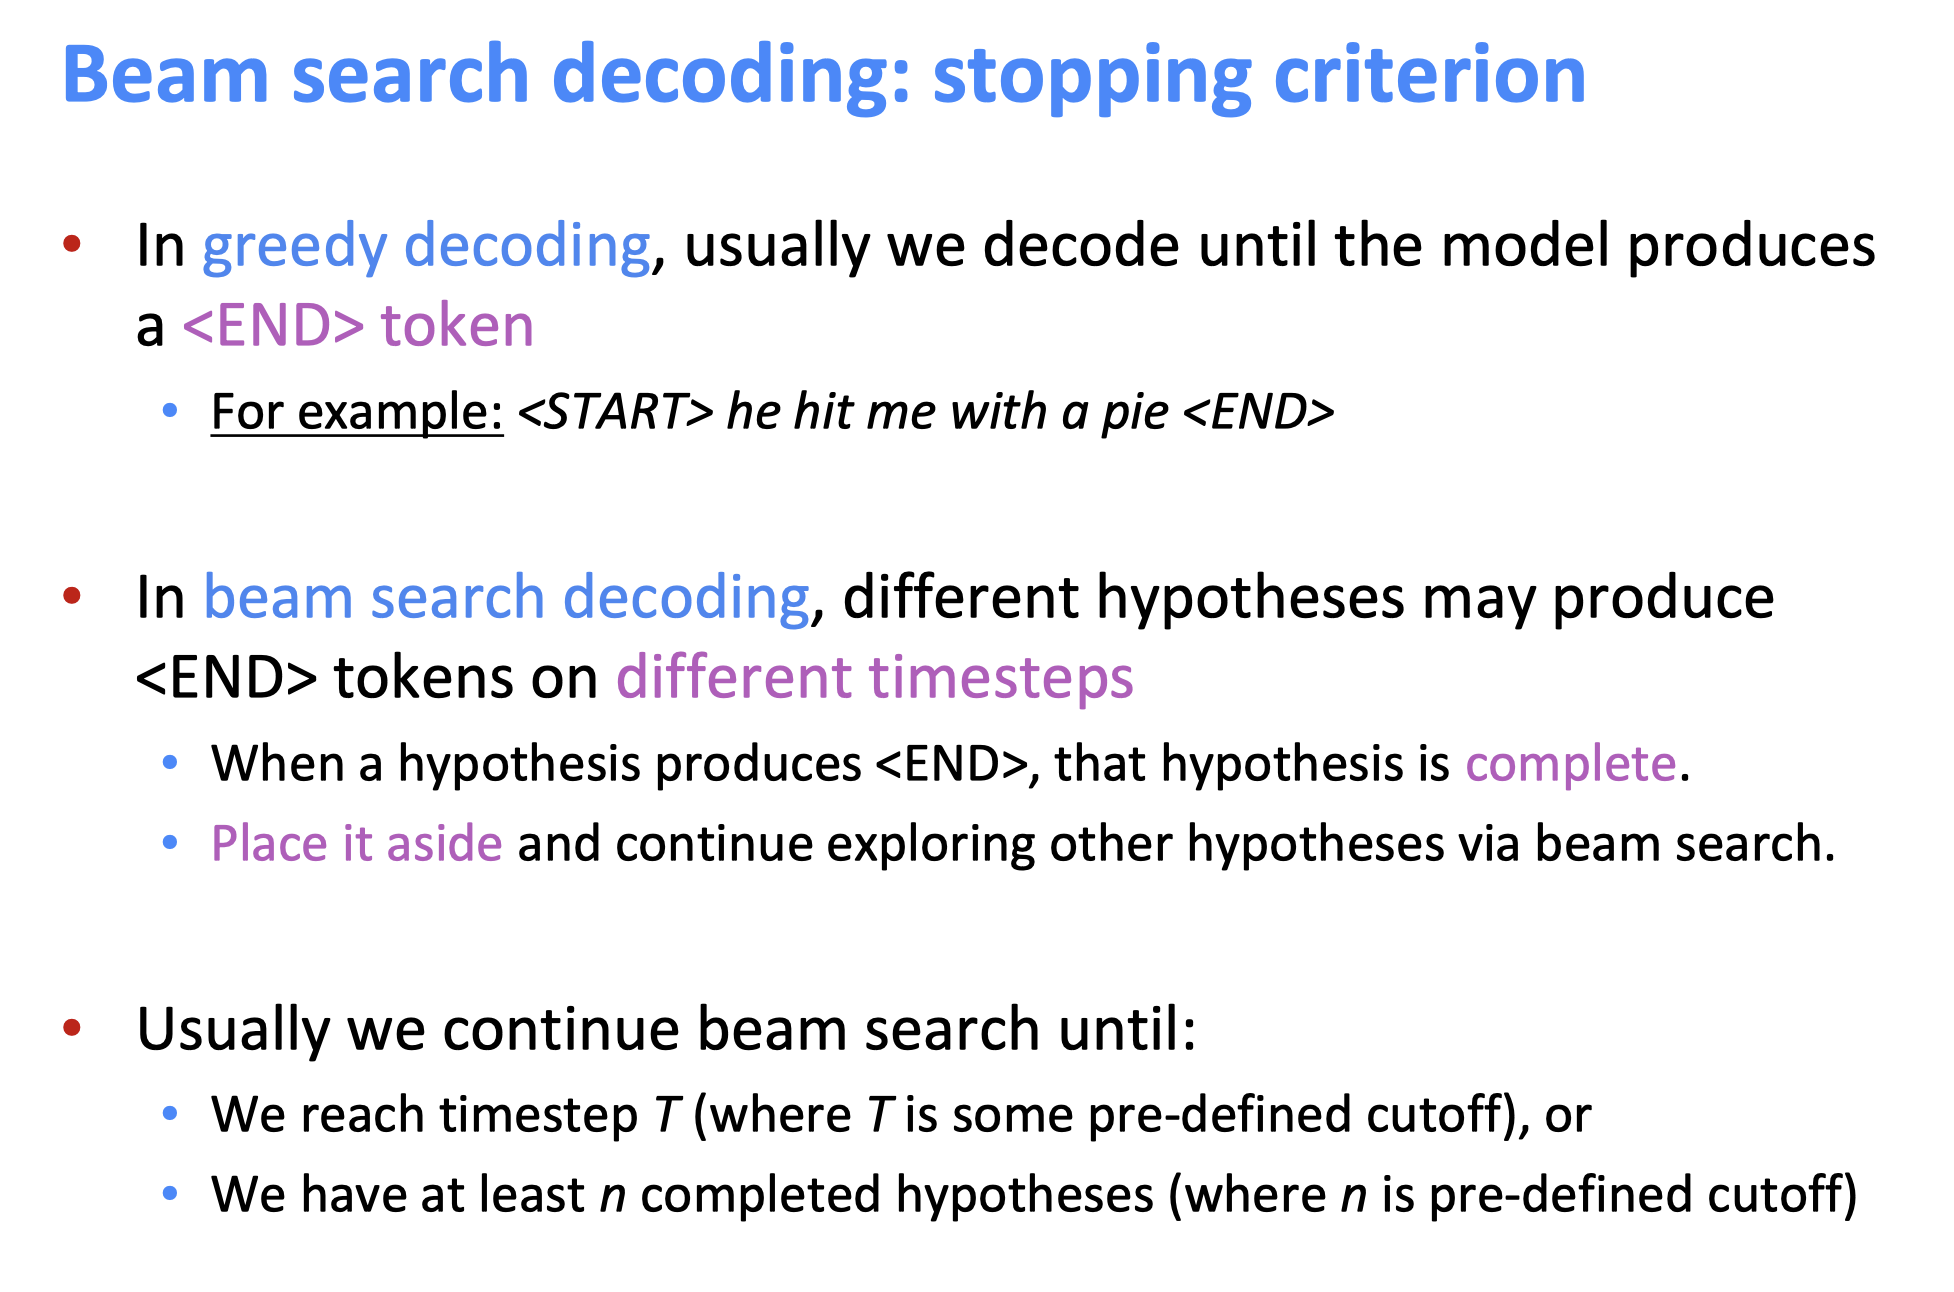 Beam search decoding: stopping criterion
• In greedy decoding, usually we decode until the model produces
a <END> token
• For example: <START> he hit me with a pie <END>
• In beam search decoding, different hypotheses may produce
<END> tokens on different timesteps
• When a hypothesis produces <END>, that hypothesis is complete.
• Place it aside and continue exploring other hypotheses via beam search.
• Usually we continue beam search until:
• We reach timestep T (where T is some pre-defined cutoff), or
• We have at least n completed hypotheses (where n is pre-defined cutoff)